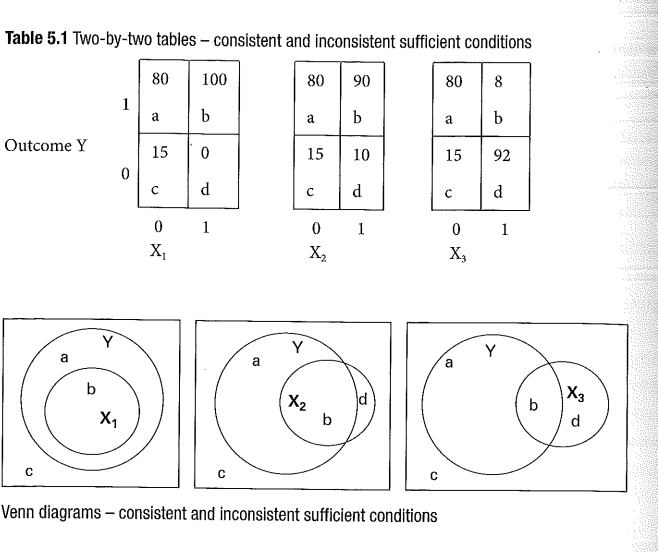 Table 5.1 Two-by-two tables – consistent and inconsistent sufficient conditions
80 100 80 90 80 8
1
a b a b a b
Outcome Y
15 0 15 10 15 92
0
c d c d c d
0 1 0 1 0 1
X₁ X₂ X₃
Y Y Y
a a a
b X₂ d X₃
X₁ b b d
c c c
Venn diagrams – consistent and inconsistent sufficient conditions